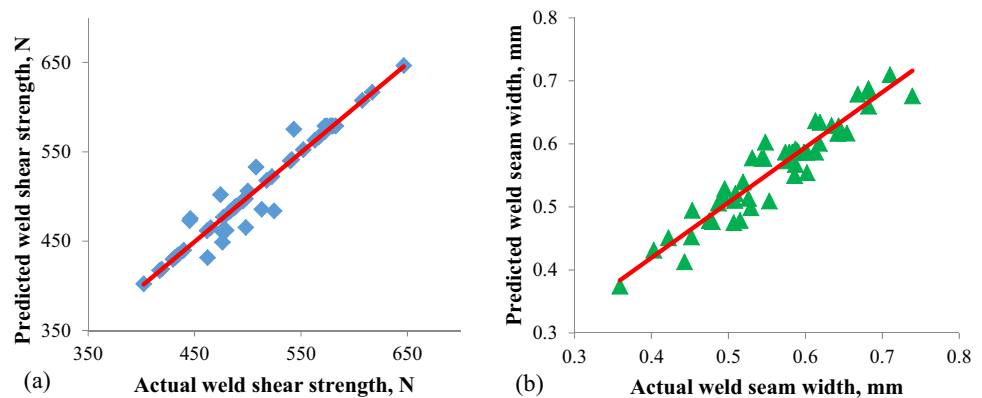 Predicted weld shear strength, N
650
550
450
350
350 450 550 650
(a)
Actual weld shear strength, N
Predicted weld seam width, mm
0.8
0.7
0.6
0.5
0.4
0.3
0.3 0.4 0.5 0.6 0.7 0.8
(b)
Actual weld seam width, mm